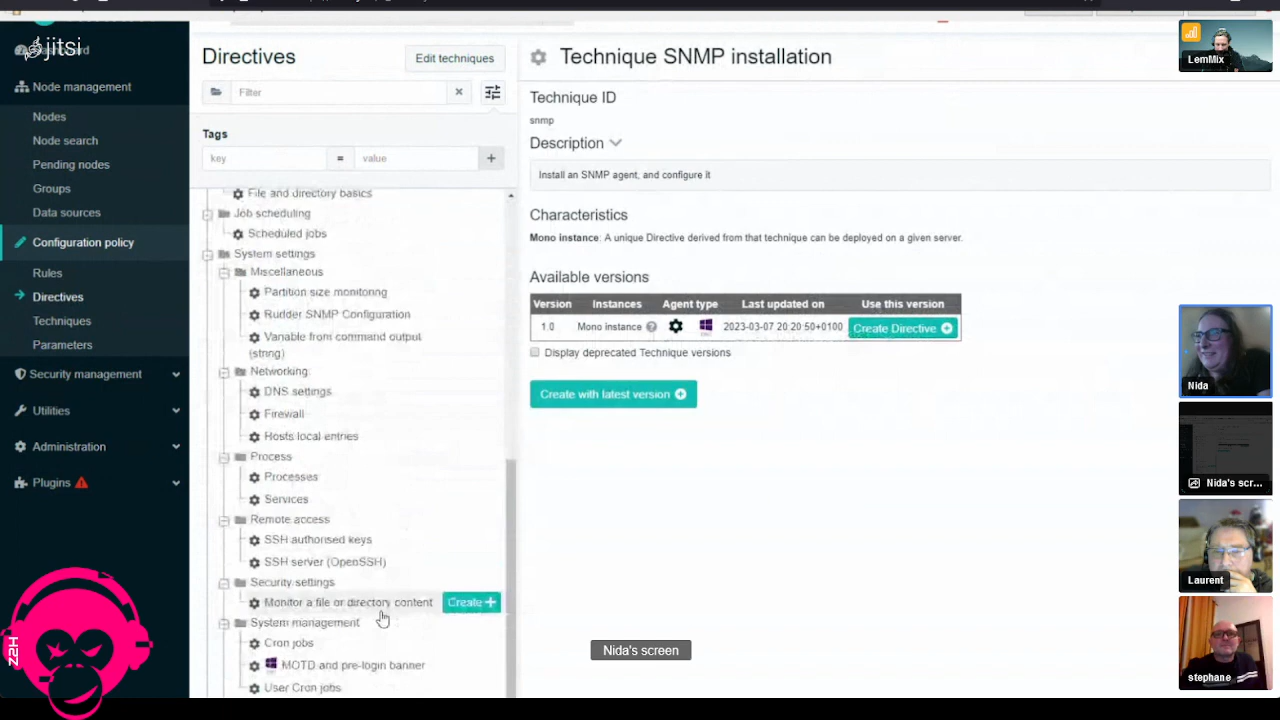 jitsi
Node management
Nodes
Node search
Pending nodes
Groups
Data sources
Configuration policy
Rules
Directives
Techniques
Parameters
Security management
Utilities
Administration
Plugins
Directives
Edit techniques
Filter
Tags
key
=
value
+
File and directory basics
Job scheduling
Scheduled jobs
System settings
Miscellaneous
Partition size monitoring
Rudder SNMP Configuration
Variable from command output
(string)
Networking
DNS settings
Firewall
Hosts local entries
Process
Processes
Services
Remote access
SSH authorised keys
SSH server (OpenSSH)
Security settings
Monitor a file or directory content
Create +
System management
Cron jobs
MOTD and pre-login banner
User Cron jobs
Technique SNMP installation
Technique ID
snmp
Description
Install an SNMP agent, and configure it
Characteristics
Mono instance: A unique Directive derived from that technique can be deployed on a given server.
Available versions
Version Instances Agent type Last updated on Use this version
1.0 Mono instance 2023-03-07 20 20 50+0100 Create Directive
Display deprecated Technique versions
Create with latest version
Nida's screen
LemMix
Nida
Nida's scr...
Laurent
stephane
Z2H